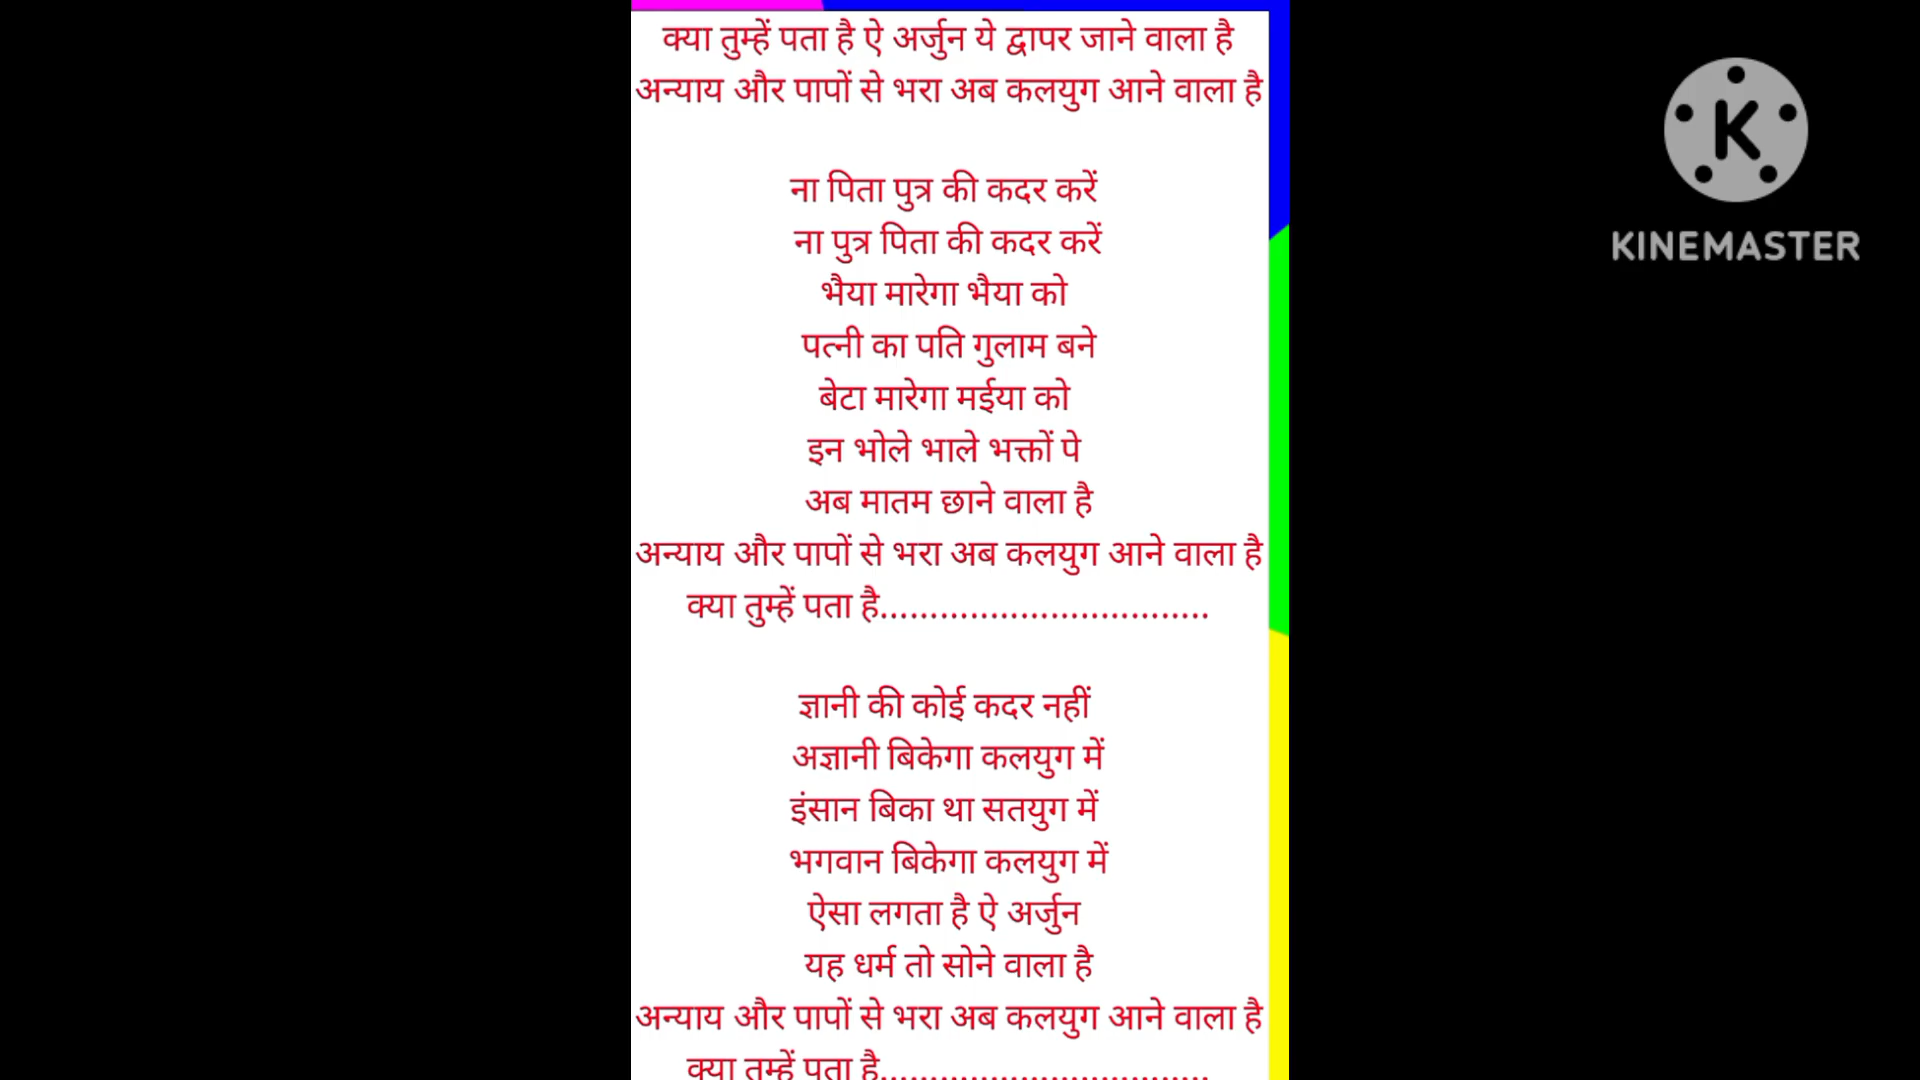 क्या तुम्हें पता है ऐ अर्जुन ये द्वापर जाने वाला है
अन्याय और पापों से भरा अब कलयुग आने वाला है
ना पिता पुत्र की कदर करें
ना पुत्र पिता की कदर करें
भैया मारेगा भैया को
पत्नी का पति गुलाम बने
बेटा मारेगा मईया को
इन भोले भाले भक्तों पे
अब मातम छाने वाला है
अन्याय और पापों से भरा अब कलयुग आने वाला है
क्या तुम्हें पता है.................................
ज्ञानी की कोई कदर नहीं
अज्ञानी बिकेगा कलयुग में
इंसान बिका था सतयुग में
भगवान बिकेगा कलयुग में
ऐसा लगता है ऐ अर्जुन
यह धर्म तो सोने वाला है
अन्याय और पापों से भरा अब कलयुग आने वाला है
क्या तुम्हें पता है.................................
K
KINEMASTER